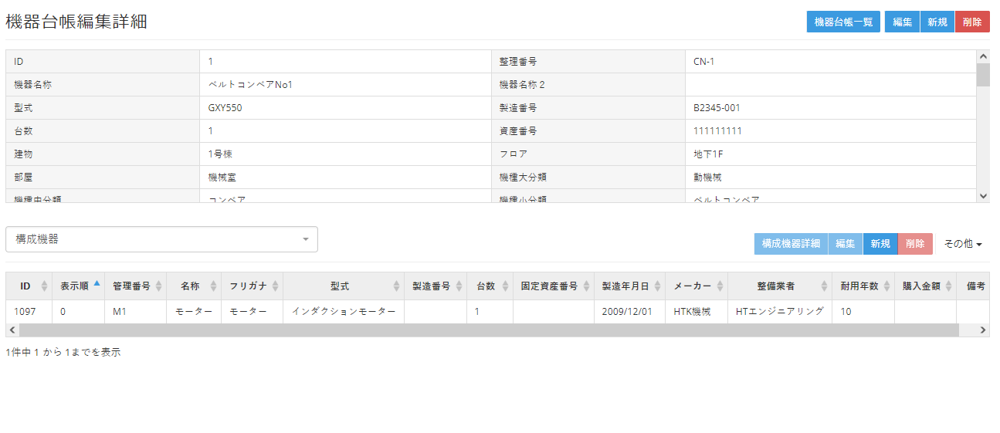 機器台帳編集詳細 機器台帳一覧 編集 新規 削除
ID 1 整理番号 CN-1
機器名称 ベルトコンベアNo1 機器名称２
型式 GXY550 製造番号 B2345-001
台数 1 資産番号 111111111
建物 1号棟 フロア 地下1F
部屋 機械室 機種大分類 動機械
機種中分類 コンベア 機種小分類 ベルトコンベア
構成機器 構成機器詳細 編集 新規 削除 その他
ID 表示順 管理番号 名称 フリガナ 型式 製造番号 台数 固定資産番号 製造年月日 メーカー 整備業者 耐用年数 購入金額 備考
1097 0 M1 モーター モーター インダクションモーター 1 2009/12/01 HTK機械 HTエンジニアリング 10
1件中 1 から 1までを表示